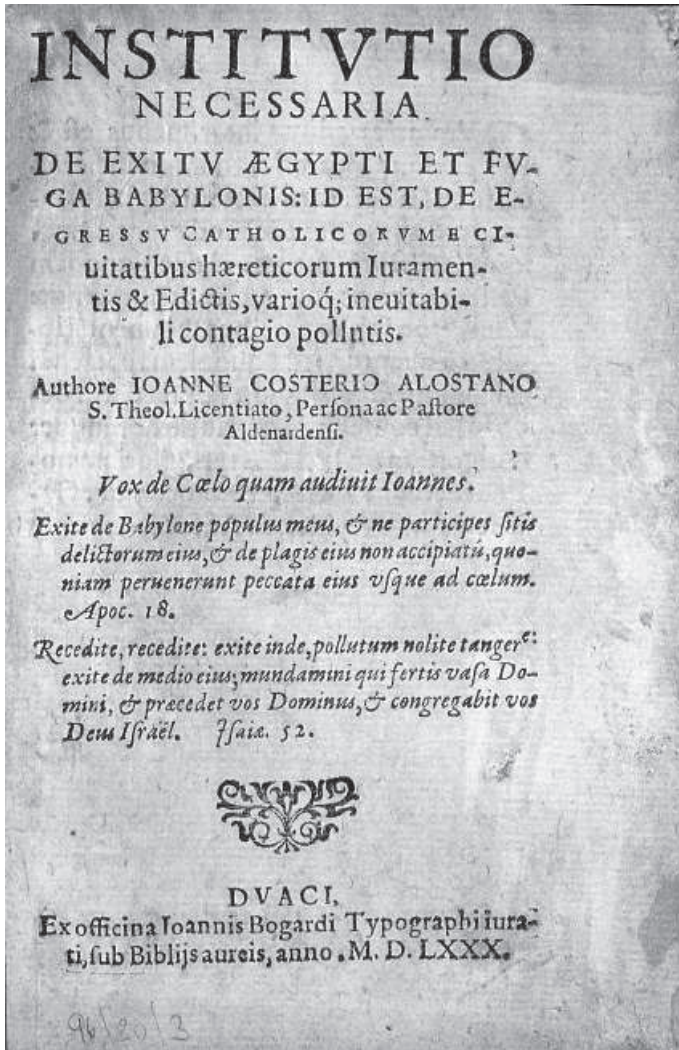 INSTITVTIO
NECESSARIA.
DE EXITV ÆGYPTI ET FV-
GA BABYLONIS: ID EST, DE E-
GRESSV CATHOLICORVM E CI-
uitatibus hæreticorum Iuramen-
tis & Edictis, varioq́; ineuitabi-
li contagio pollutis.
Authore IOANNE COSTERIO ALOSTANO
S. Theol. Licentiato, Perſona ac Paſtore
Aldenardenſi.
Vox de Cœlo quam audiuit Ioannes.
Exite de Babylone populus meus, & ne participes ſitis
delictorum eius, & de plagis eius non accipiatis, quo-
niam peruenerunt peccata eius vſque ad cœlum.
Apoc. 18.
Recedite, recedite: exite inde, pollutum nolite tangere:
exite de medio eius; mundamini qui fertis vaſa Do-
mini, & præcedet vos Dominus, & congregabit vos
Deus Iſraël. Iſaiæ. 52.
DVACI,
Ex officina Ioannis Bogardi Typographi iura-
ti, ſub Biblijs aureis, anno .M. D. LXXX.
96/20/3